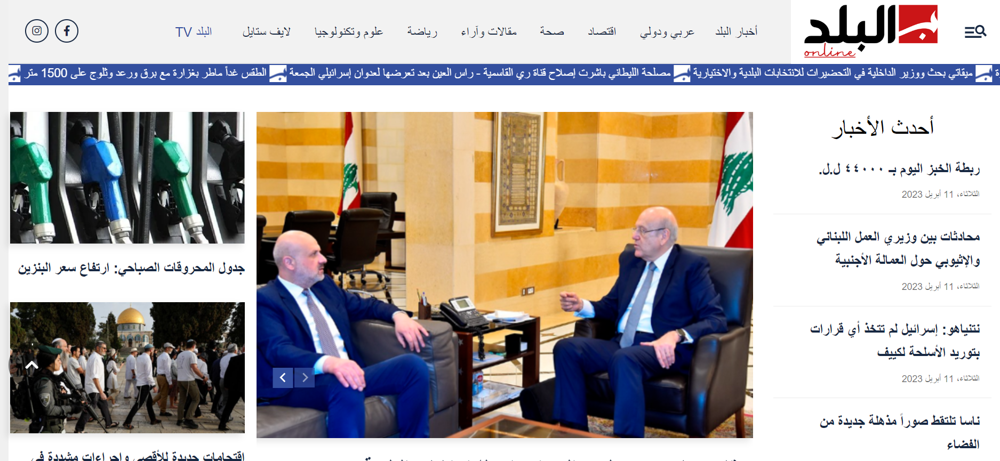 البلد
online
أخبار البلد
عربي ودولي
اقتصاد
صحة
مقالات وآراء
رياضة
علوم وتكنولوجيا
لايف ستايل
البلد TV
ميقاتي بحث ووزير الداخلية في التحضيرات للانتخابات البلدية والاختيارية
مصلحة الليطاني باشرت إصلاح قناة ري القاسمية - راس العين بعد تعرضها لعدوان إسرائيلي الجمعة
الطقس غداً ماطر بغزارة مع برق ورعد وثلوج على 1500 متر
أحدث الأخبار
ربطة الخبز اليوم بـ ٤٤٠٠٠ ل.ل.
الثلاثاء، 11 أبريل 2023
محادثات بين وزيري العمل اللبناني
والإثيوبي حول العمالة الأجنبية
الثلاثاء، 11 أبريل 2023
نتنياهو: إسرائيل لم تتخذ أي قرارات
بتوريد الأسلحة لكييف
الثلاثاء، 11 أبريل 2023
ناسا تلتقط صوراً مذهلة جديدة من
الفضاء
جدول المحروقات الصباحي: ارتفاع سعر البنزين
اقتحامات جديدة للأقصى وإجراءات مشددة في